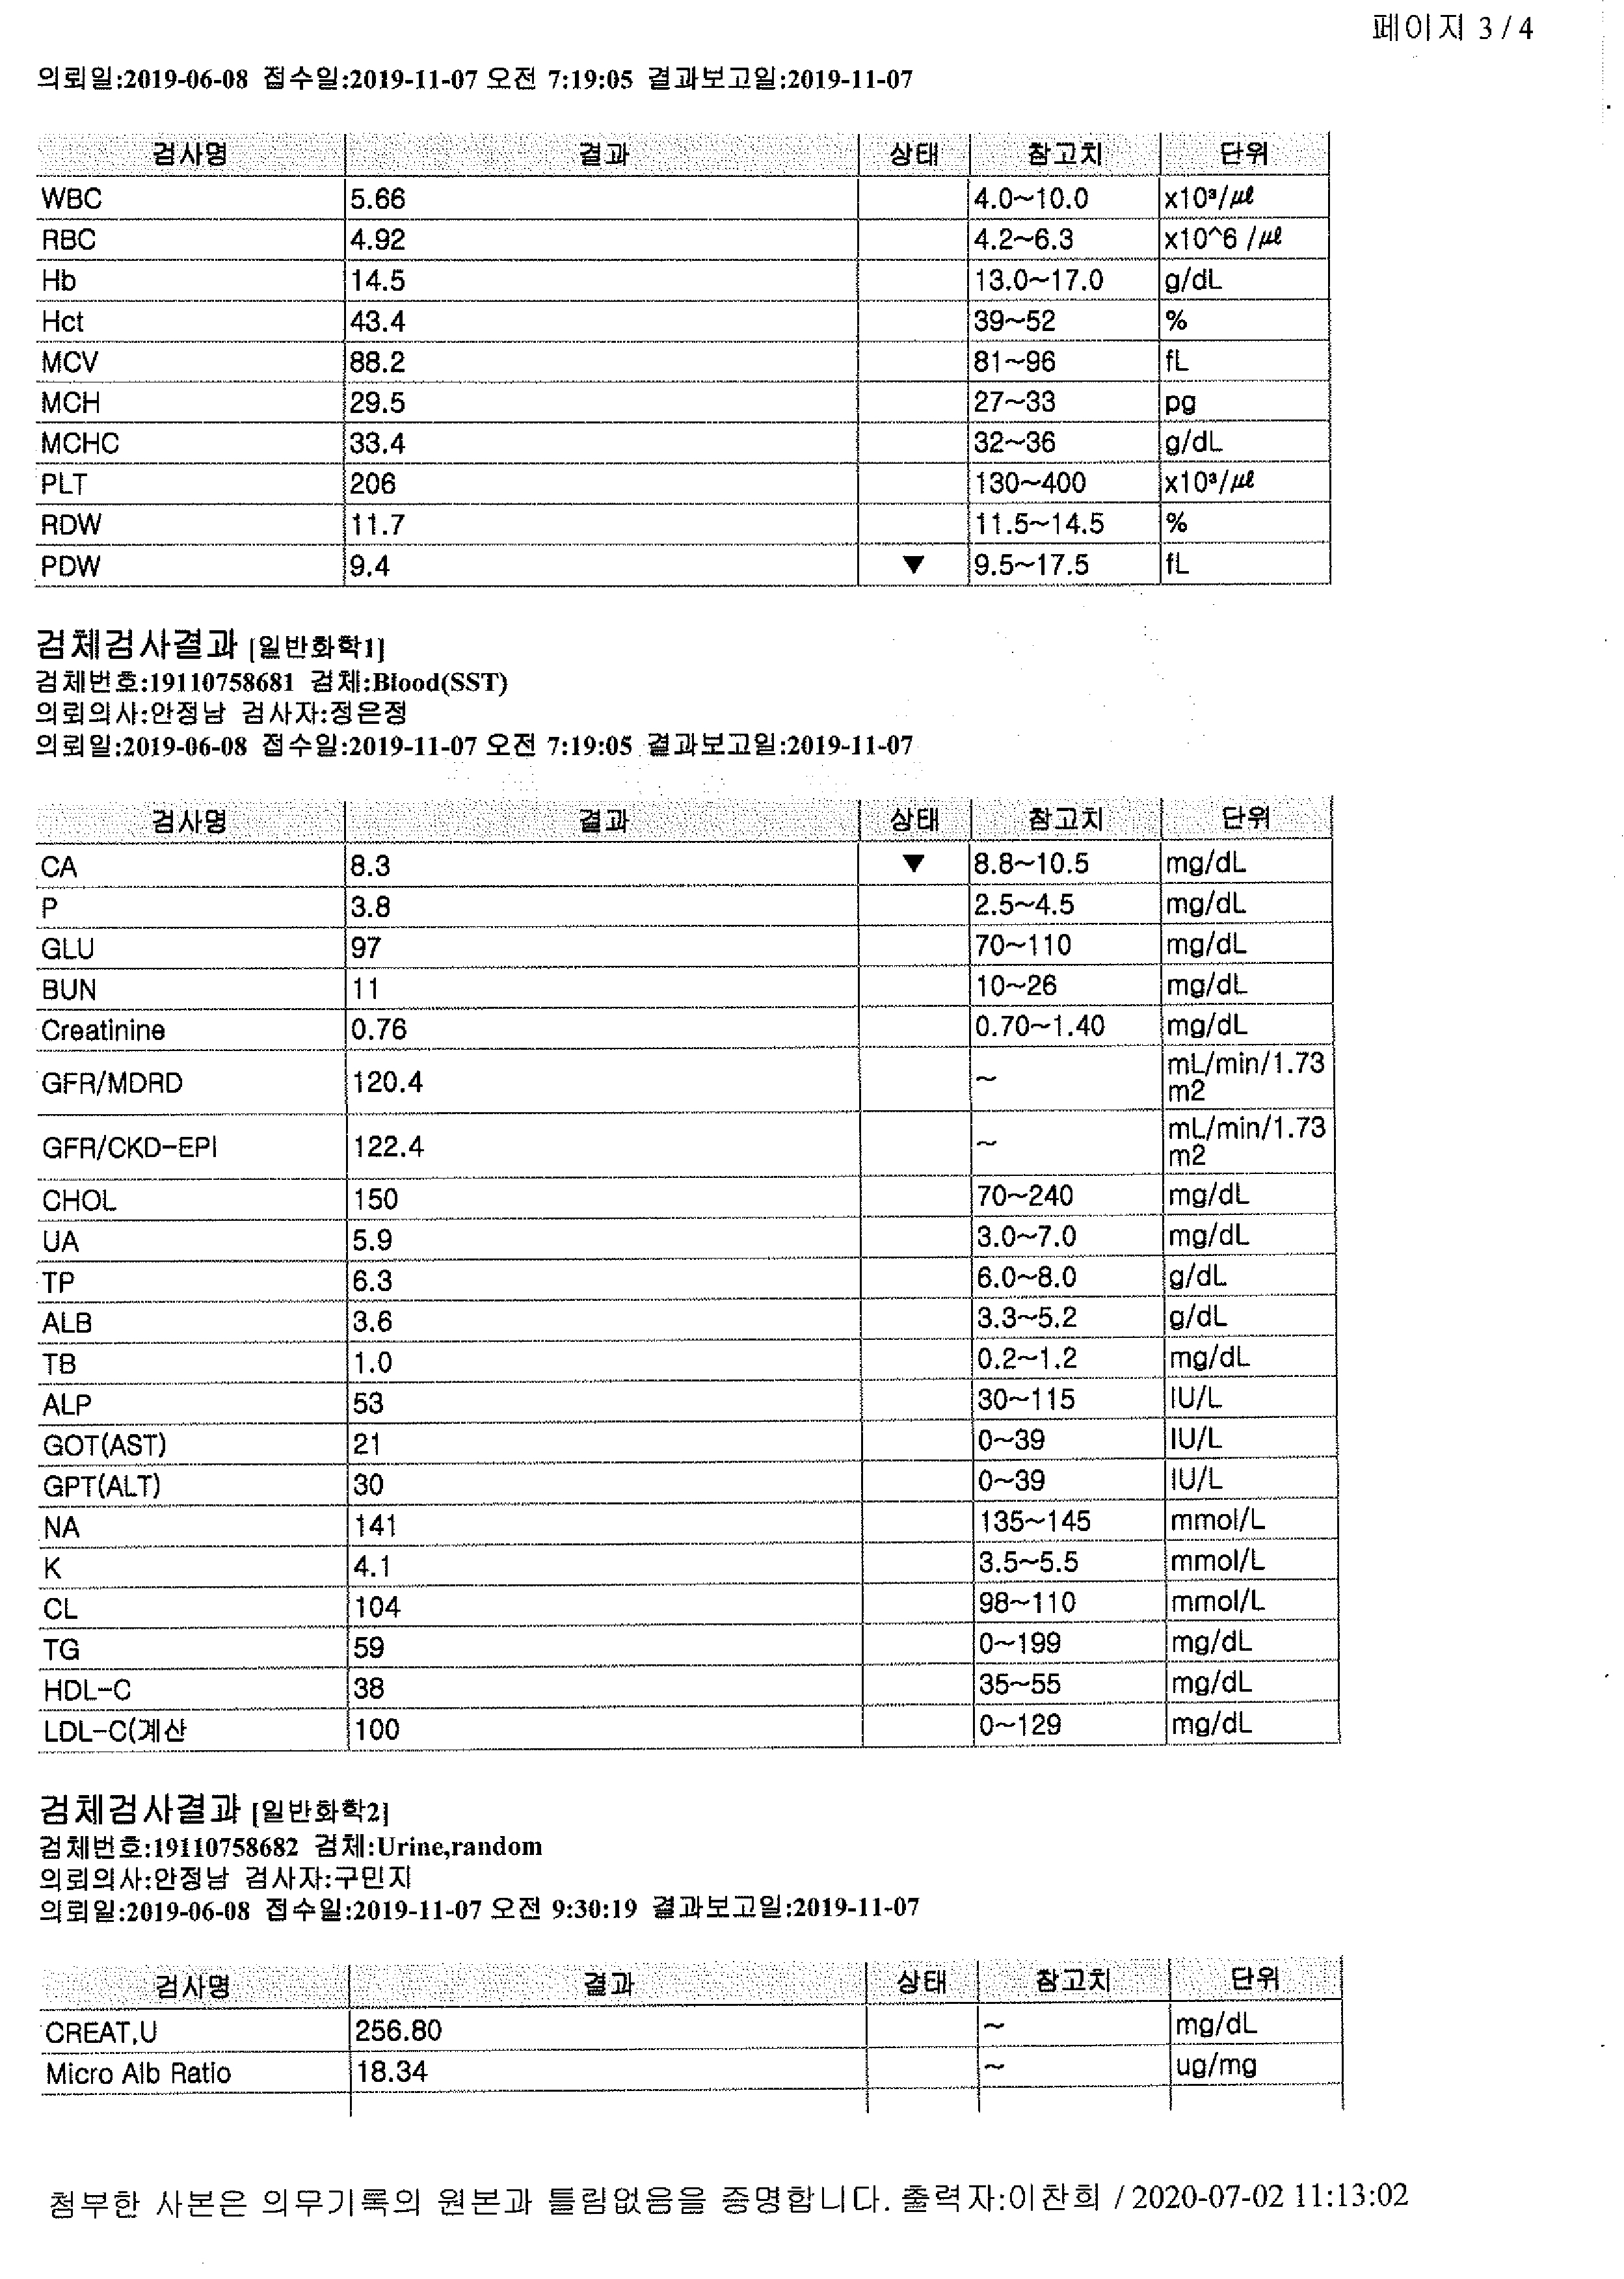 페이지 3 / 4
의뢰일:2019-06-08 접수일:2019-11-07 오전 7:19:05 결과보고일:2019-11-07
검사명 결과 상태 참고치 단위
WBC 5.66 4.0~10.0 x10³/㎕
RBC 4.92 4.2~6.3 x10^6 /㎕
Hb 14.5 13.0~17.0 g/dL
Hct 43.4 39~52 %
MCV 88.2 81~96 fL
MCH 29.5 27~33 pg
MCHC 33.4 32~36 g/dL
PLT 206 130~400 x10³/㎕
RDW 11.7 11.5~14.5 %
PDW 9.4 ▼ 9.5~17.5 fL
검체검사결과 [일반화학1]
검체번호:19110758681 검체:Blood(SST)
의뢰의사:안정남 검사자:정은정
의뢰일:2019-06-08 접수일:2019-11-07 오전 7:19:05 결과보고일:2019-11-07
검사명 결과 상태 참고치 단위
CA 8.3 ▼ 8.8~10.5 mg/dL
P 3.8 2.5~4.5 mg/dL
GLU 97 70~110 mg/dL
BUN 11 10~26 mg/dL
Creatinine 0.76 0.70~1.40 mg/dL
GFR/MDRD 120.4 ~ mL/min/1.73
m2
GFR/CKD-EPI 122.4 ~ mL/min/1.73
m2
CHOL 150 70~240 mg/dL
UA 5.9 3.0~7.0 mg/dL
TP 6.3 6.0~8.0 g/dL
ALB 3.6 3.3~5.2 g/dL
TB 1.0 0.2~1.2 mg/dL
ALP 53 30~115 IU/L
GOT(AST) 21 0~39 IU/L
GPT(ALT) 30 0~39 IU/L
NA 141 135~145 mmol/L
K 4.1 3.5~5.5 mmol/L
CL 104 98~110 mmol/L
TG 59 0~199 mg/dL
HDL-C 38 35~55 mg/dL
LDL-C(계산 100 0~129 mg/dL
검체검사결과 [일반화학2]
검체번호:19110758682 검체:Urine,random
의뢰의사:안정남 검사자:구민지
의뢰일:2019-06-08 접수일:2019-11-07 오전 9:30:19 결과보고일:2019-11-07
검사명 결과 상태 참고치 단위
CREAT,U 256.80 ~ mg/dL
Micro Alb Ratio 18.34 ~ ug/mg
첨부한 사본은 의무기록의 원본과 틀림없음을 증명합니다. 출력자:이찬희 / 2020-07-02 11:13:02